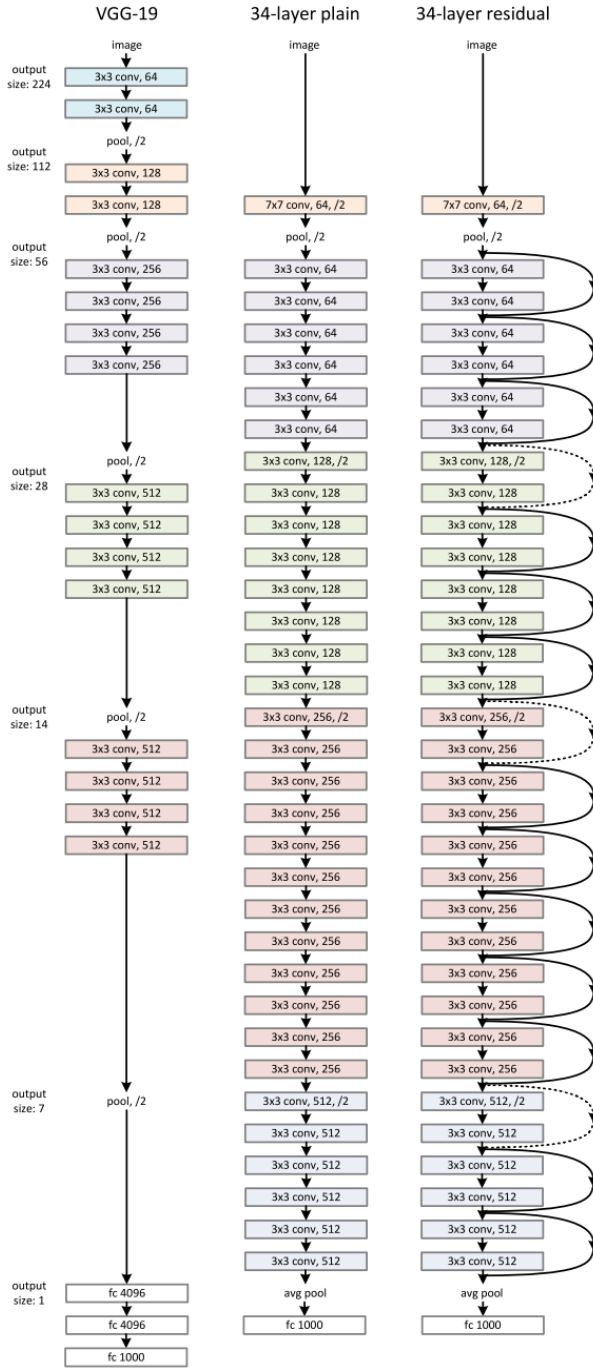 VGG-19
image
output
size: 224
3x3 conv, 64
3x3 conv, 64
pool, /2
output
size: 112
3x3 conv, 128
3x3 conv, 128
pool, /2
output
size: 56
3x3 conv, 256
3x3 conv, 256
3x3 conv, 256
3x3 conv, 256
pool, /2
output
size: 28
3x3 conv, 512
3x3 conv, 512
3x3 conv, 512
3x3 conv, 512
pool, /2
output
size: 14
3x3 conv, 512
3x3 conv, 512
3x3 conv, 512
3x3 conv, 512
output
size: 7
pool, /2
output
size: 1
fc 4096
fc 4096
fc 1000
34-layer plain
image
7x7 conv, 64, /2
pool, /2
3x3 conv, 64
3x3 conv, 64
3x3 conv, 64
3x3 conv, 64
3x3 conv, 64
3x3 conv, 64
3x3 conv, 128, /2
3x3 conv, 128
3x3 conv, 128
3x3 conv, 128
3x3 conv, 128
3x3 conv, 128
3x3 conv, 128
3x3 conv, 128
3x3 conv, 256, /2
3x3 conv, 256
3x3 conv, 256
3x3 conv, 256
3x3 conv, 256
3x3 conv, 256
3x3 conv, 256
3x3 conv, 256
3x3 conv, 256
3x3 conv, 256
3x3 conv, 256
3x3 conv, 256
3x3 conv, 512, /2
3x3 conv, 512
3x3 conv, 512
3x3 conv, 512
3x3 conv, 512
3x3 conv, 512
avg pool
fc 1000
34-layer residual
image
7x7 conv, 64, /2
pool, /2
3x3 conv, 64
3x3 conv, 64
3x3 conv, 64
3x3 conv, 64
3x3 conv, 64
3x3 conv, 64
3x3 conv, 128, /2
3x3 conv, 128
3x3 conv, 128
3x3 conv, 128
3x3 conv, 128
3x3 conv, 128
3x3 conv, 128
3x3 conv, 128
3x3 conv, 256, /2
3x3 conv, 256
3x3 conv, 256
3x3 conv, 256
3x3 conv, 256
3x3 conv, 256
3x3 conv, 256
3x3 conv, 256
3x3 conv, 256
3x3 conv, 256
3x3 conv, 256
3x3 conv, 256
3x3 conv, 512, /2
3x3 conv, 512
3x3 conv, 512
3x3 conv, 512
3x3 conv, 512
3x3 conv, 512
avg pool
fc 1000